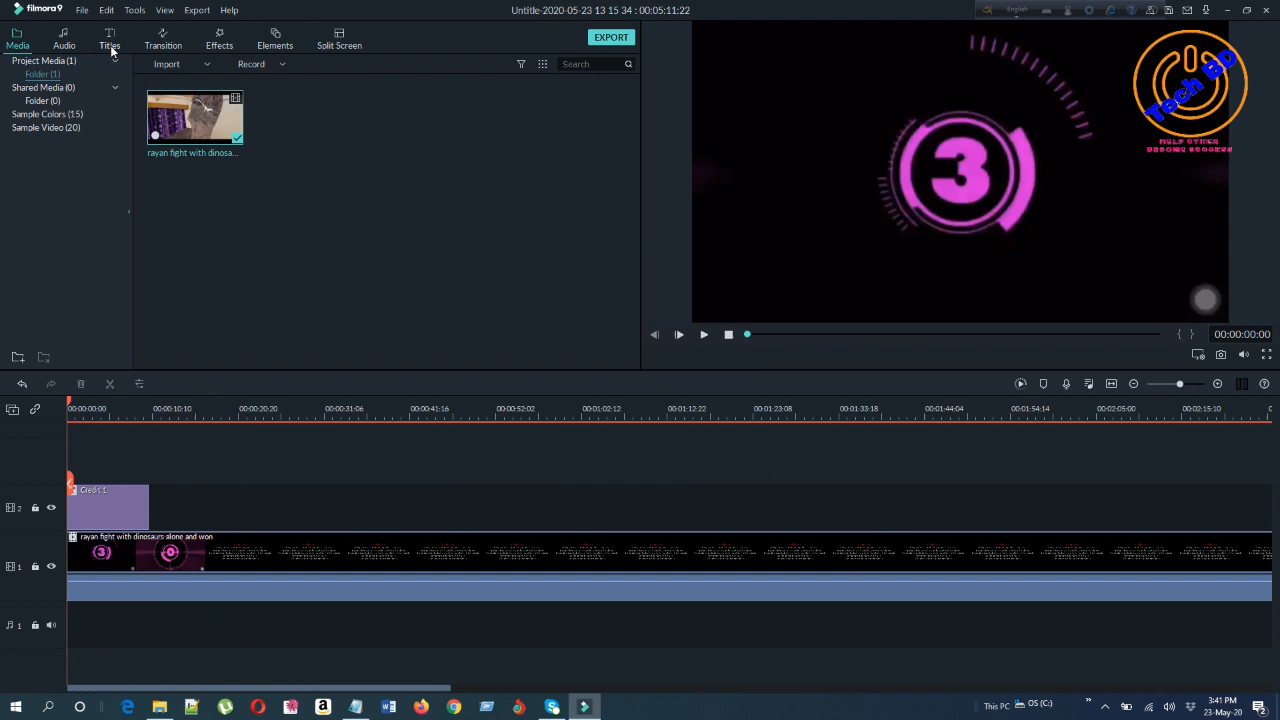 filmora9 File Edit Tools View Export Help Untitle-2020-05-23 13 15 34 : 00:05:11:22 English
Media Audio Titles Transition Effects Elements Split Screen EXPORT
Project Media (1) Import Record Search
Folder (1)
Shared Media (0)
Folder (0)
Sample Colors (15)
Sample Video (20)
rayan fight with dinosa...
3
Tech BD
HELP OTHER
BECOME SUCCESS
00:00:00:00
00:00:00:00 00:00:10:10 00:00:20:20 00:00:31:06 00:00:41:16 00:00:52:02 00:01:02:12 00:01:12:22 00:01:23:08 00:01:33:18 00:01:44:04 00:01:54:14 00:02:05:00 00:02:15:10
Credit 1
2
rayan fight with dinosaurs alone and won
3 0
1
1
This PC OS (C:) 3:41 PM
23-May-20
2